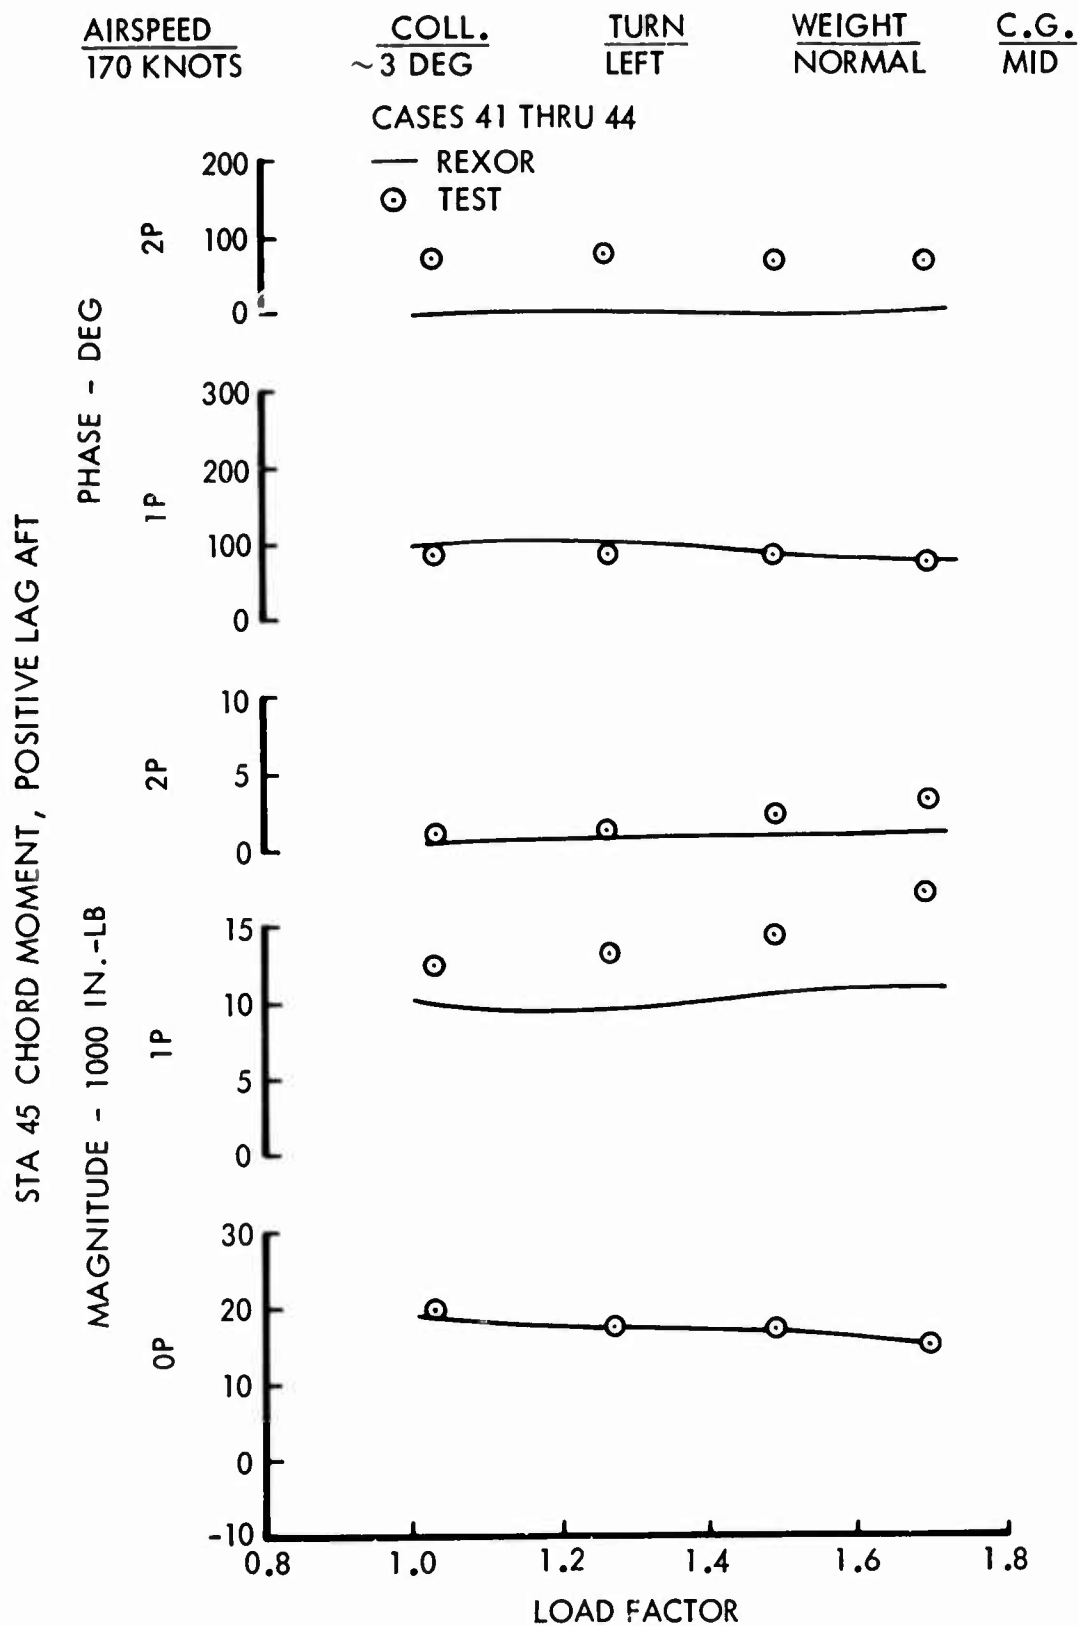 AIRSPEED COLL. TURN WEIGHT C.G.
170 KNOTS ~3 DEG LEFT NORMAL MID
CASES 41 THRU 44
— REXOR
⊙ TEST
STA 45 CHORD MOMENT, POSITIVE LAG AFT
PHASE - DEG
2P
200
100
0
1P
300
200
100
0
MAGNITUDE - 1000 IN.-LB
2P
10
5
0
1P
15
10
5
0
0P
30
20
10
0
-10
0.8 1.0 1.2 1.4 1.6 1.8
LOAD FACTOR